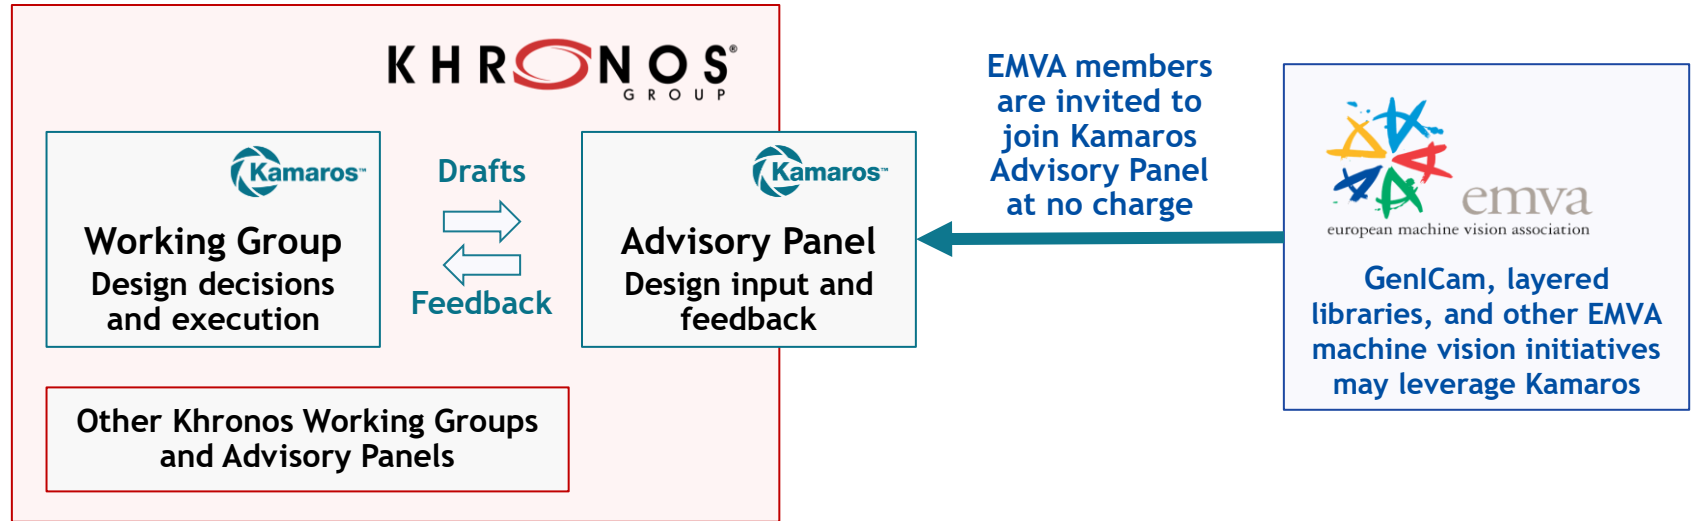 KHRONOS®
GROUP
Kamaros™
Working Group
Design decisions
and execution
Drafts
Feedback
Kamaros™
Advisory Panel
Design input and
feedback
Other Khronos Working Groups
and Advisory Panels
EMVA members
are invited to
join Kamaros
Advisory Panel
at no charge
emva
european machine vision association
GenICam, layered
libraries, and other EMVA
machine vision initiatives
may leverage Kamaros